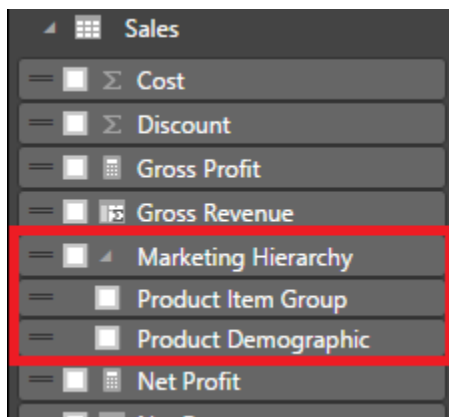 Sales
Σ Cost
Σ Discount
Gross Profit
Σ Gross Revenue
Marketing Hierarchy
Product Item Group
Product Demographic
Net Profit